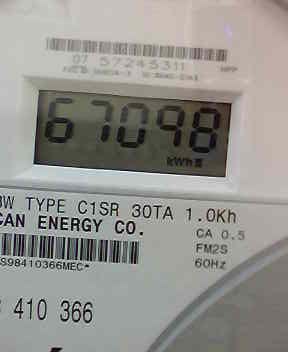 07 57245311
67098
kWh
3W TYPE C1SR 30TA 1.0Kh
CAN ENERGY CO.
CA 0.5
FM2S
60Hz
S98410366MEC*
410 366